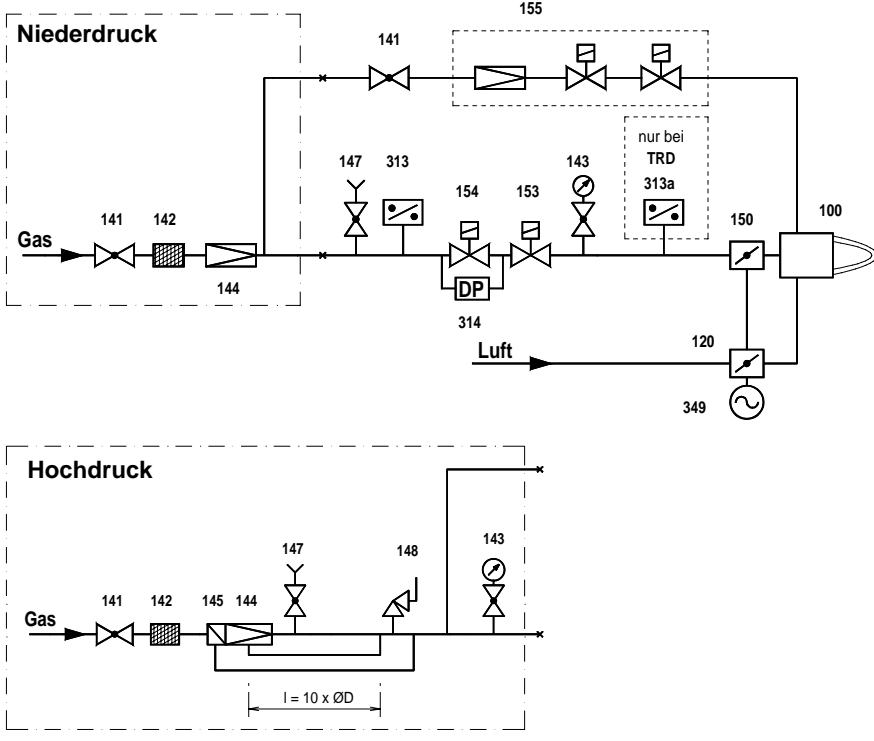 155
Niederdruck
141
nur bei
TRD
313a
147
313
143
154
153
141
142
150
100
Gas
144
DP
314
120
Luft
349
Hochdruck
147
148
143
141
142
145
144
Gas
l = 10 x ØD